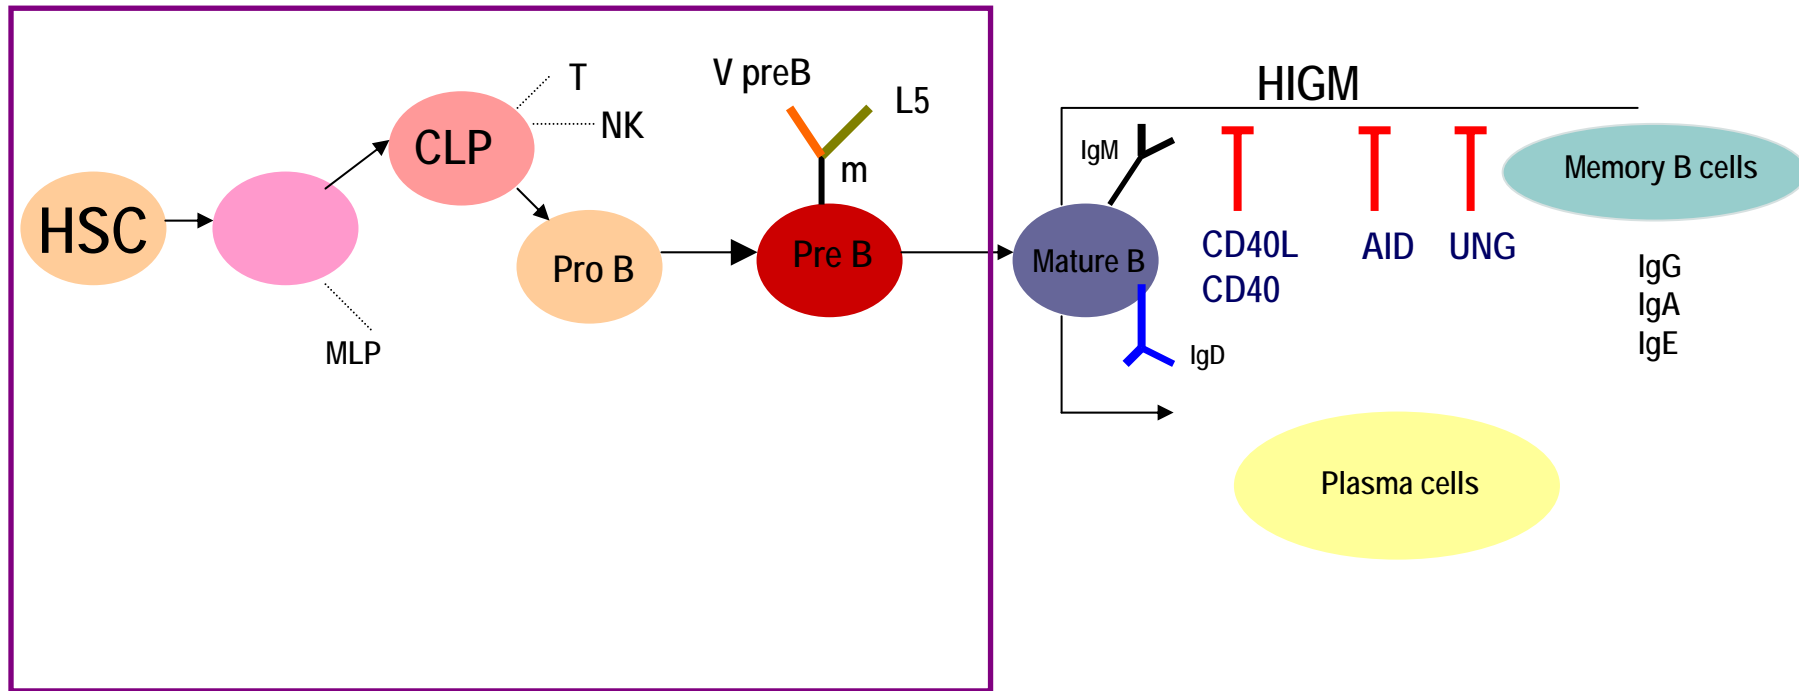 HSC
MLP
CLP
T
NK
Pro B
V preB
L5
m
Pre B
HIGM
IgM
Mature B
IgD
CD40L
CD40
AID
UNG
Memory B cells
IgG
IgA
IgE
Plasma cells